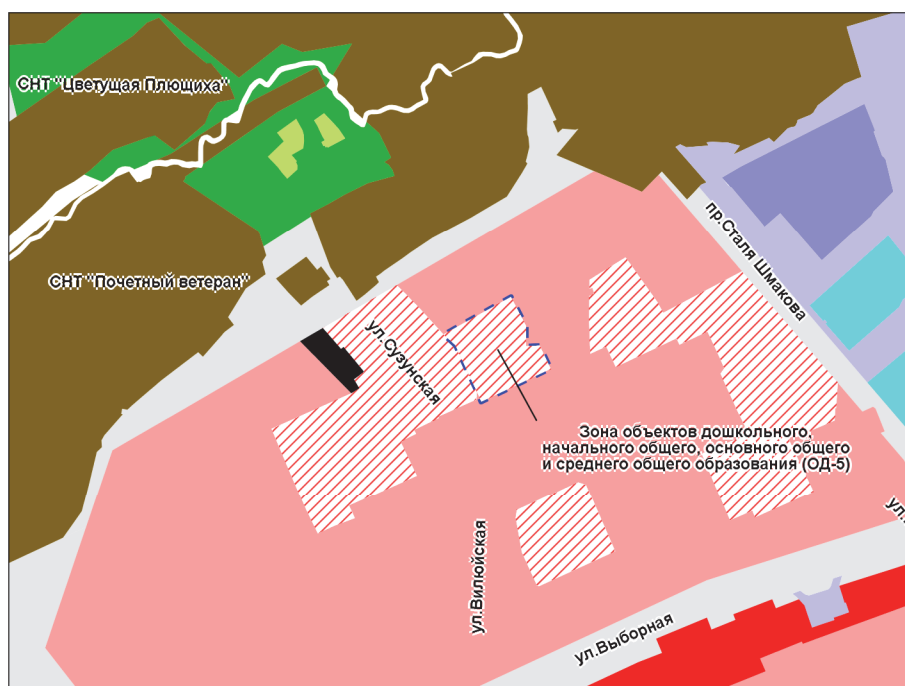 СНТ "Цветущая Плющиха"
пр.Сталя Шмакова
СНТ "Почетный ветеран"
ул.Сузунская
Зона объектов дошкольного,
начального общего, основного общего
и среднего общего образования (ОД-5)
ул.
ул.Вилюйская
ул.Выборная